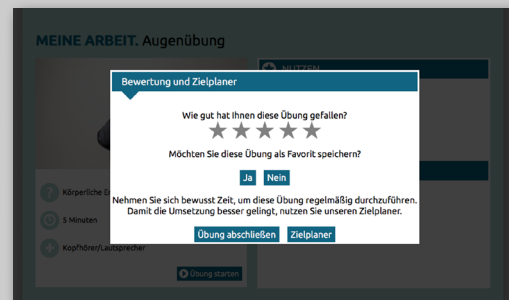 MEINE ARBEIT. Augenübung
NUTZEN
Bewertung und Zielplaner
Wie gut hat Ihnen diese Übung gefallen?
Möchten Sie diese Übung als Favorit speichern?
Ja Nein
Nehmen Sie sich bewusst Zeit, um diese Übung regelmäßig durchzuführen.
Damit die Umsetzung besser gelingt, nutzen Sie unseren Zielplaner.
Übung abschließen Zielplaner
Körperliche
5 Minuten
Kopfhörer/Lautsprecher
Übung starten